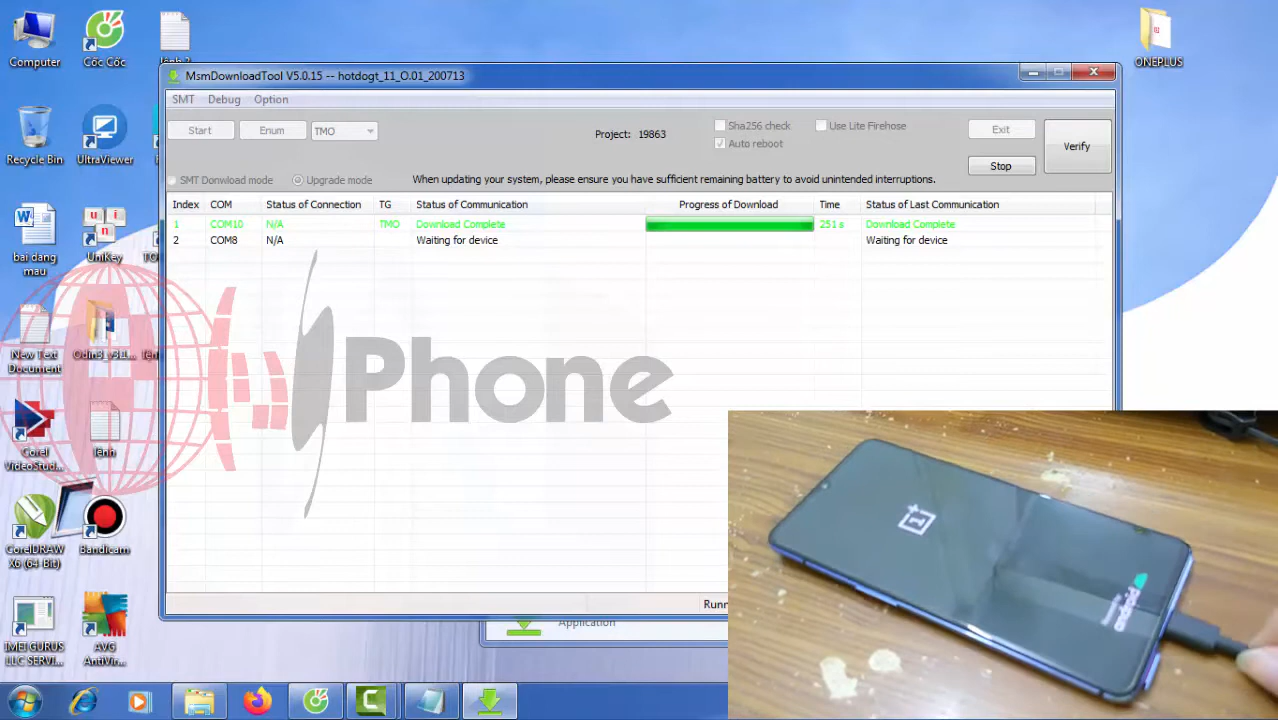 Computer
Cốc Cốc
ONEPLUS
MsmDownloadTool V5.0.15 -- hotdogt_11_O.01_200713
SMT Debug Option
Start Enum TMO
Project: 19863
Sha256 check
Use Lite Firehose
Auto reboot
Exit
Stop
Verify
SMT Donwload mode
Upgrade mode
When updating your system, please ensure you have sufficient remaining battery to avoid unintended interruptions.
Index COM Status of Connection TG Status of Communication Progress of Download Time Status of Last Communication
1 COM10 N/A TMO Download Complete 251 s Download Complete
2 COM8 N/A Waiting for device Waiting for device
Recycle Bin
UltraViewer
bai dang
mau
UniKey
New Text
Document
Odin3_v3.1...
Phone
Corel
VideoStud...
lệnh
CorelDRAW
X6 (64-Bit)
Bandicam
IMEI GURUS
LLC SERVI...
AVG
AntiVir...
Application
android